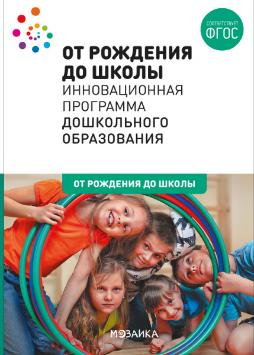 СООТВЕТСТВУЕТ
ФГОС
ОТ РОЖДЕНИЯ
ДО ШКОЛЫ
ИННОВАЦИОННАЯ
ПРОГРАММА
ДОШКОЛЬНОГО
ОБРАЗОВАНИЯ
ОТ РОЖДЕНИЯ ДО ШКОЛЫ
МОЗАИКА